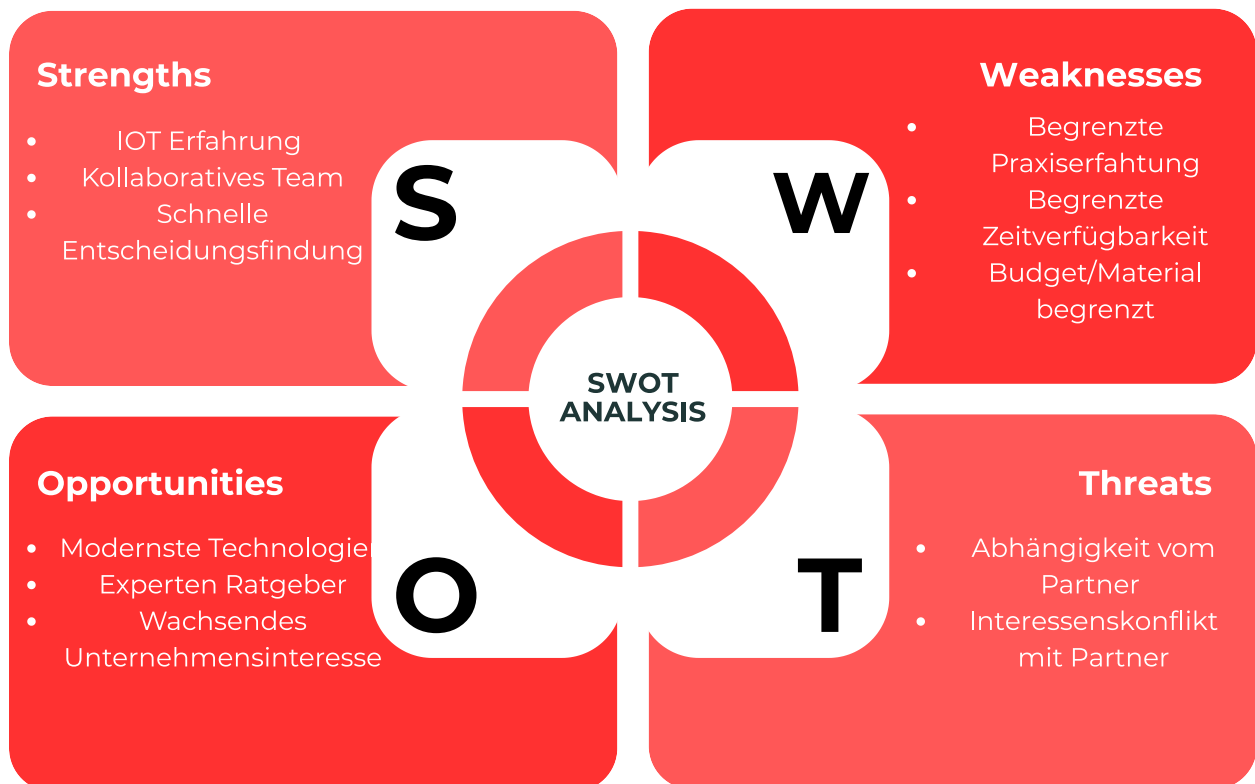 Strengths
• IOT Erfahrung
• Kollaboratives Team
• Schnelle
Entscheidungsfindung
S
Weaknesses
• Begrenzte
Praxiserfahtung
• Begrenzte
Zeitverfügbarkeit
• Budget/Material
begrenzt
W
SWOT
ANALYSIS
Opportunities
• Modernste Technologien
• Experten Ratgeber
• Wachsendes
Unternehmensinteresse
O
Threats
• Abhängigkeit vom
Partner
• Interessenskonflikt
mit Partner
T